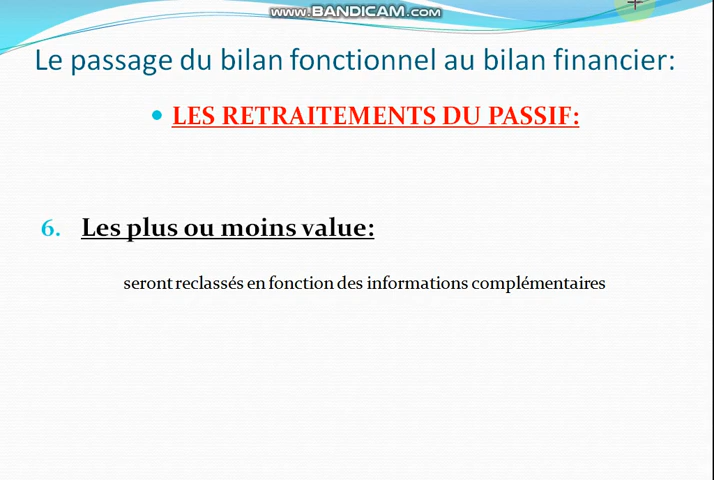 www.BANDICAM.com
Le passage du bilan fonctionnel au bilan financier:
• LES RETRAITEMENTS DU PASSIF:
6. Les plus ou moins value:
seront reclassés en fonction des informations complémentaires